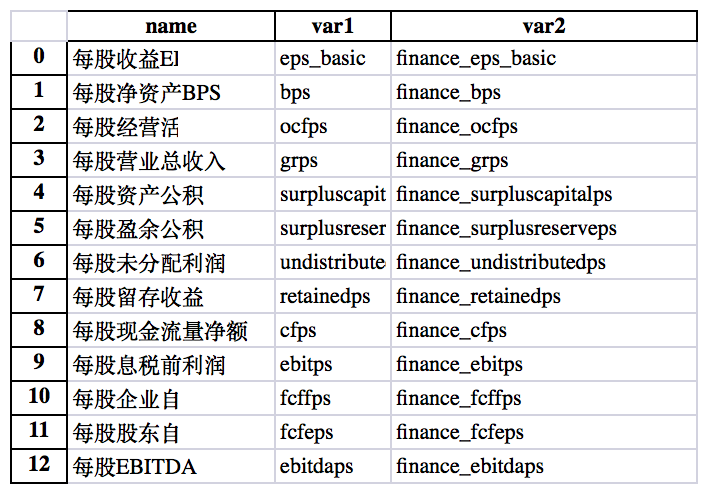 name var1 var2
0 每股收益EI eps_basic finance_eps_basic
1 每股净资产BPS bps finance_bps
2 每股经营活 ocfps finance_ocfps
3 每股营业总收入 grps finance_grps
4 每股资产公积 surpluscapit finance_surpluscapitalps
5 每股盈余公积 surplusreser finance_surplusreserveps
6 每股未分配利润 undistribute finance_undistributedps
7 每股留存收益 retainedps finance_retainedps
8 每股现金流量净额 cfps finance_cfps
9 每股息税前利润 ebitps finance_ebitps
10 每股企业自 fcffps finance_fcffps
11 每股股东自 fcfeps finance_fcfeps
12 每股EBITDA ebitdaps finance_ebitdaps